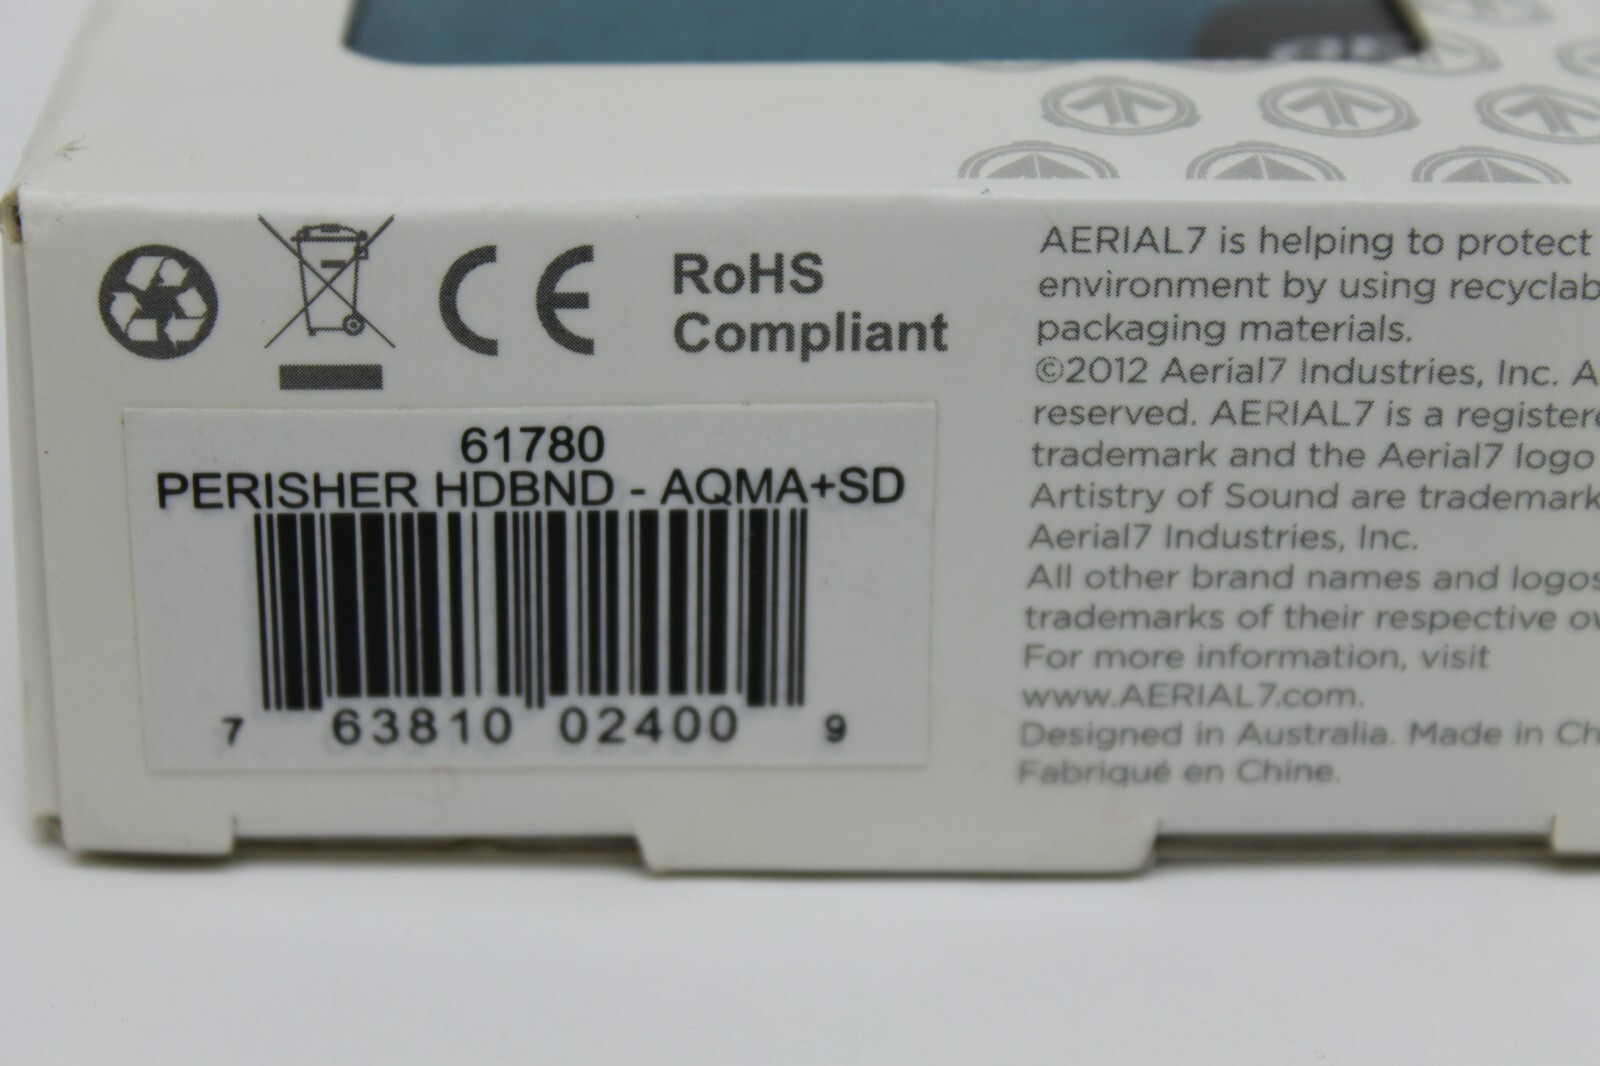 RoHS
Compliant
61780
PERISHER HDBND - AQMA+SD
7 63810 02400 9
AERIAL7 is helping to protect
environment by using recyclab
packaging materials.
©2012 Aerial7 Industries, Inc. A
reserved. AERIAL7 is a registere
trademark and the Aerial7 logo
Artistry of Sound are trademark
Aerial7 Industries, Inc.
All other brand names and logos
trademarks of their respective ow
For more information, visit
www.AERIAL7.com.
Designed in Australia. Made in Ch
Fabriqué en Chine.